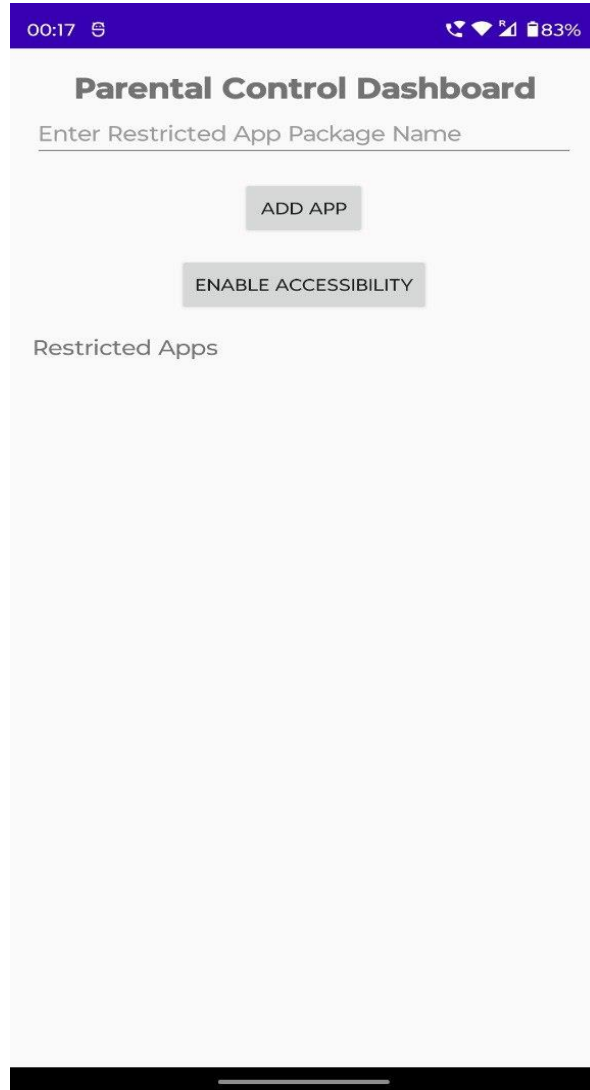 00:17
R
83%
Parental Control Dashboard
Enter Restricted App Package Name
ADD APP
ENABLE ACCESSIBILITY
Restricted Apps